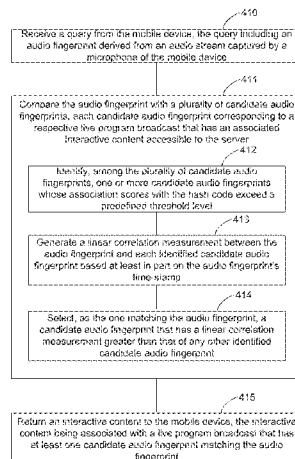 410
Receive a query from the mobile device, the query including an
audio fingerprint derived from an audio stream captured by a
microphone of the mobile device
411
Compare the audio fingerprint with a plurality of candidate audio
fingerprints, each candidate audio fingerprint corresponding to a
respective live program broadcast that has an associated
interactive content accessible to the server
412
Identify, among the plurality of candidate audio
fingerprints, one or more candidate audio fingerprints
whose association scores with the hash code exceed a
predefined threshold level
413
Generate a linear correlation measurement between the
audio fingerprint and each identified candidate audio
fingerprint based at least in part on the audio fingerprint's
time-stamp
414
Select, as the one matching the audio fingerprint, a
candidate audio fingerprint that has a linear correlation
measurement greater than that of any other identified
candidate audio fingerprint
415
Return an interactive content to the mobile device, the interactive
content being associated with a live program broadcast that has
at least one candidate audio fingerprint matching the audio
fingerprint